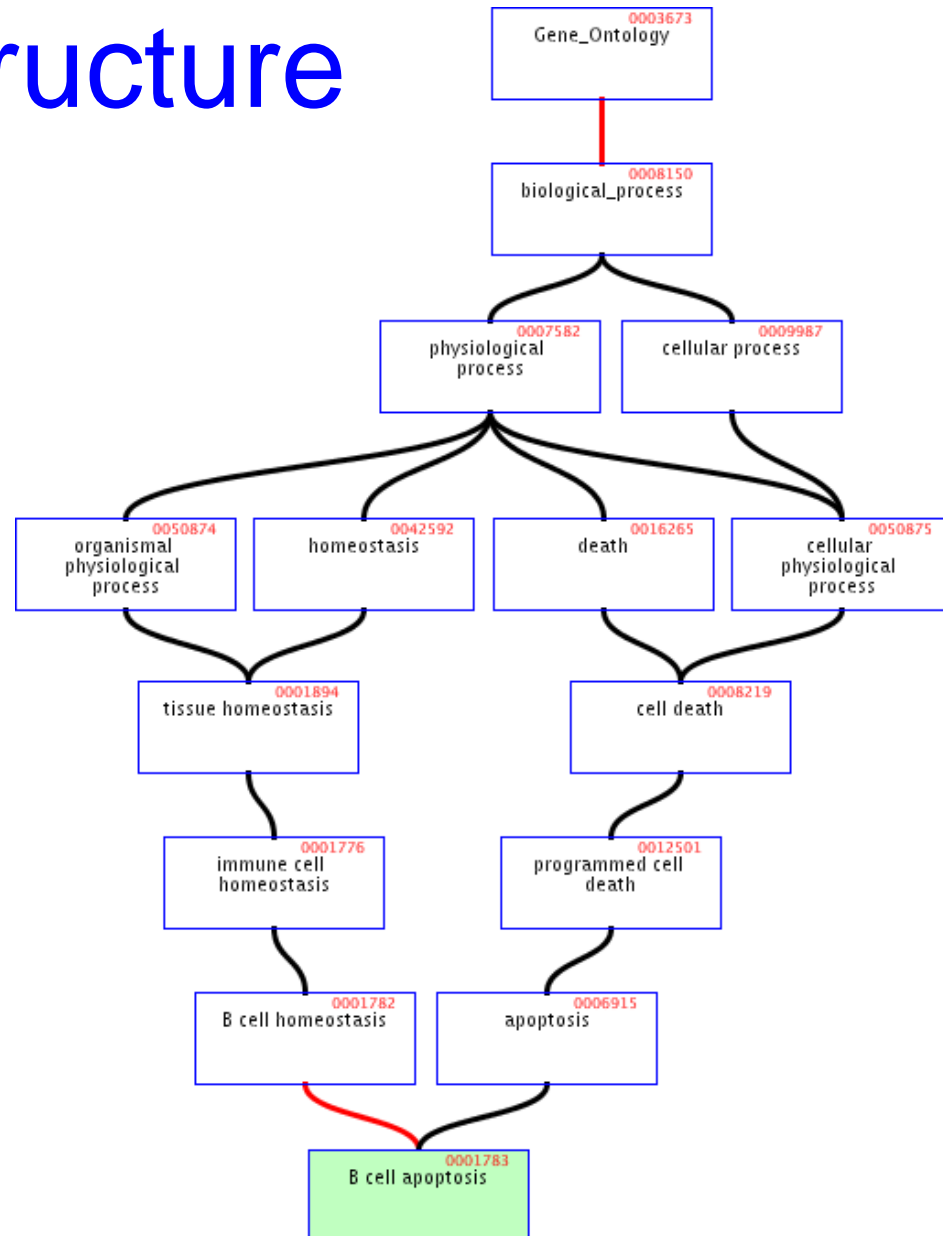 ructure
0003673
Gene_Ontology
0008150
biological_process
0007582
physiological
process
0009987
cellular process
0050874
organismal
physiological
process
0042592
homeostasis
0016265
death
0050875
cellular
physiological
process
0001894
tissue homeostasis
0008219
cell death
0001776
immune cell
homeostasis
0012501
programmed cell
death
0001782
B cell homeostasis
0006915
apoptosis
0001783
B cell apoptosis